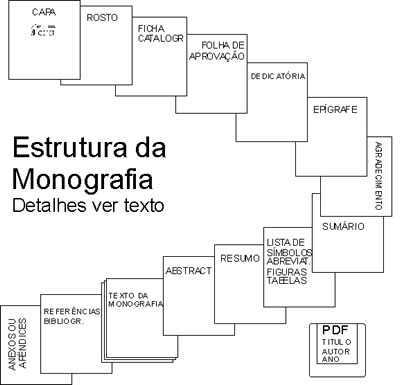 CAPA
ROSTO
FICHA
CATALOGR
FOLHA DE
APROVAÇÃO
DEDICATÓRIA
EPÍGRAFE
AGRADECIMENTO
Estrutura da
Monografia
Detalhes ver texto
SUMÁRIO
LISTA DE
SÍMBOLOS
ABREVIAT.
FIGURAS
TABELAS
RESUMO
ABSTRACT
TEXTO DA
MONOGRAFIA
REFERÊNCIAS
BIBLIOGR.
ANEXOS OU
APÊNDICES
PDF
TITULO
AUTOR
ANO